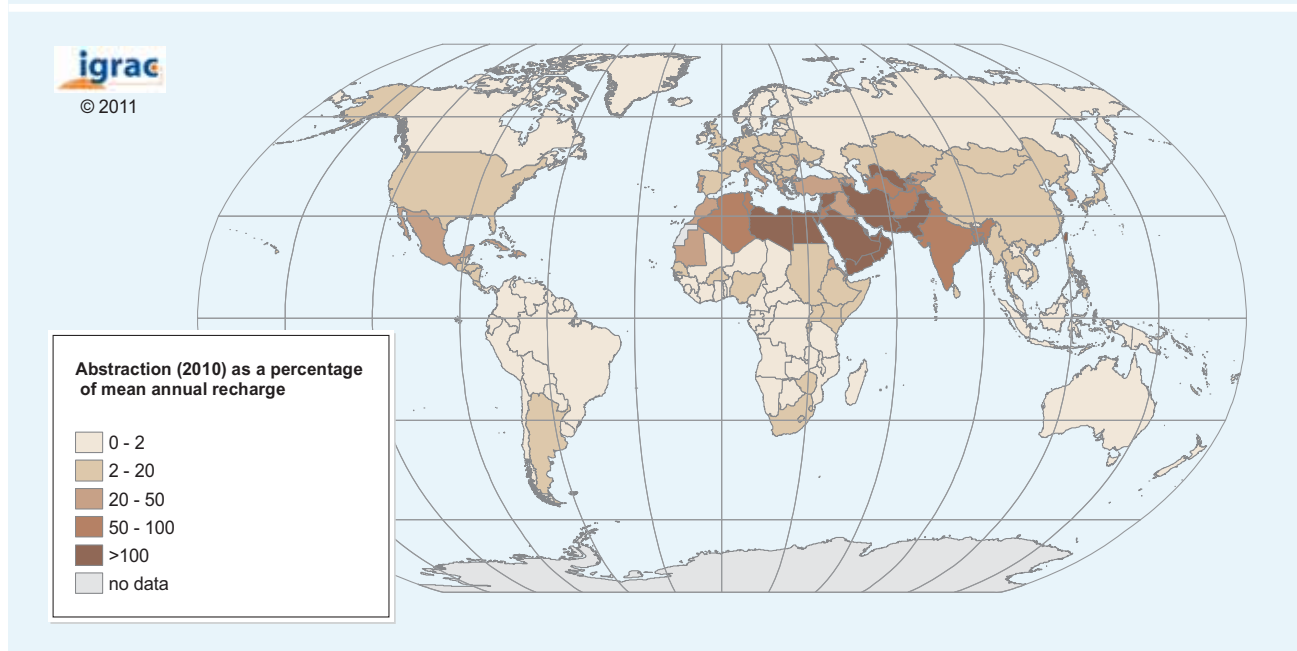 igrac
© 2011
Abstraction (2010) as a percentage
of mean annual recharge
0 - 2
2 - 20
20 - 50
50 - 100
>100
no data